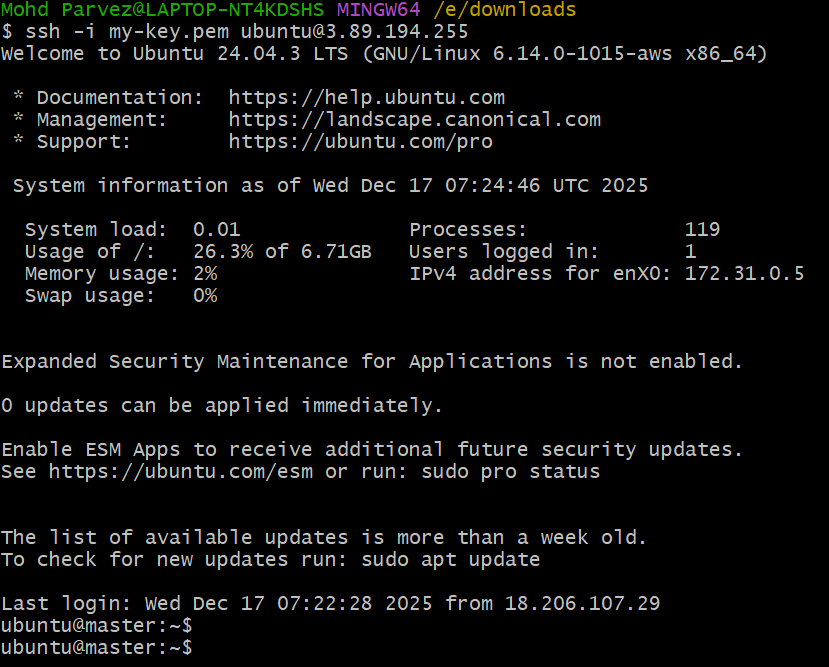 Mohd Parvez@LAPTOP-NT4KDSHS MINGW64 /e/downloads
$ ssh -i my-key.pem ubuntu@3.89.194.255
Welcome to Ubuntu 24.04.3 LTS (GNU/Linux 6.14.0-1015-aws x86_64)
* Documentation: https://help.ubuntu.com
* Management: https://landscape.canonical.com
* Support: https://ubuntu.com/pro
System information as of Wed Dec 17 07:24:46 UTC 2025
System load: 0.01 Processes: 119
Usage of /: 26.3% of 6.71GB Users logged in: 1
Memory usage: 2% IPv4 address for enX0: 172.31.0.5
Swap usage: 0%
Expanded Security Maintenance for Applications is not enabled.
0 updates can be applied immediately.
Enable ESM Apps to receive additional future security updates.
See https://ubuntu.com/esm or run: sudo pro status
The list of available updates is more than a week old.
To check for new updates run: sudo apt update
Last login: Wed Dec 17 07:22:28 2025 from 18.206.107.29
ubuntu@master:~$
ubuntu@master:~$